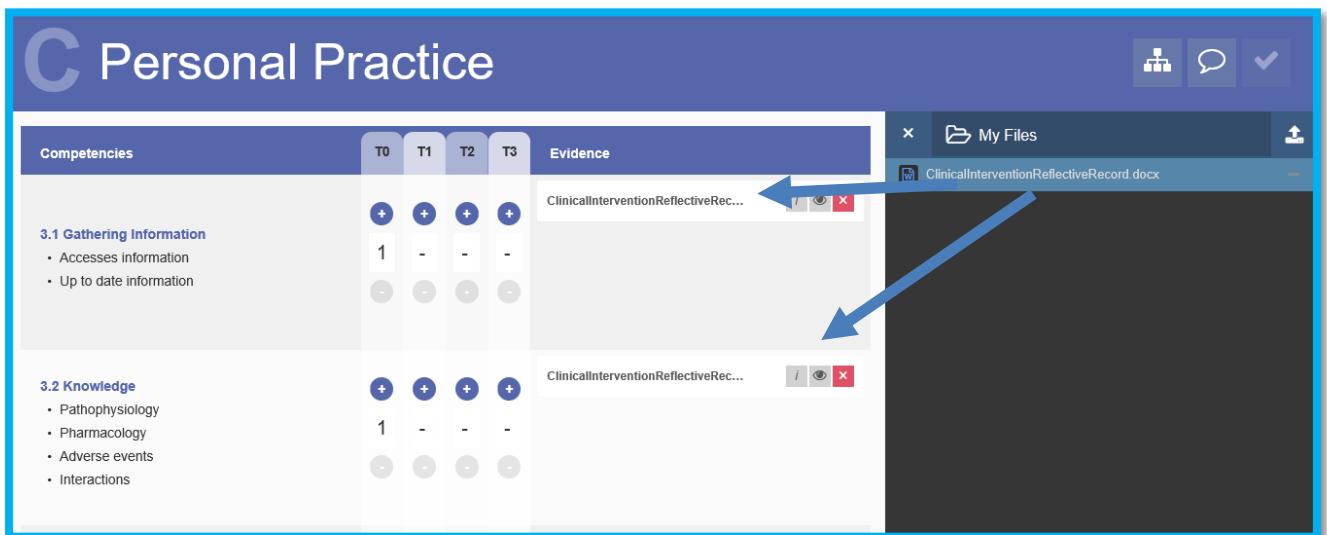 C Personal Practice
Competencies T0 T1 T2 T3 Evidence
3.1 Gathering Information
• Accesses information
• Up to date information
+ + + +
1 - - -
- - - -
ClinicalInterventionReflectiveRec... i ×
3.2 Knowledge
• Pathophysiology
• Pharmacology
• Adverse events
• Interactions
+ + + +
1 - - -
- - - -
ClinicalInterventionReflectiveRec... i ×
× My Files
W ClinicalInterventionReflectiveRecord.docx